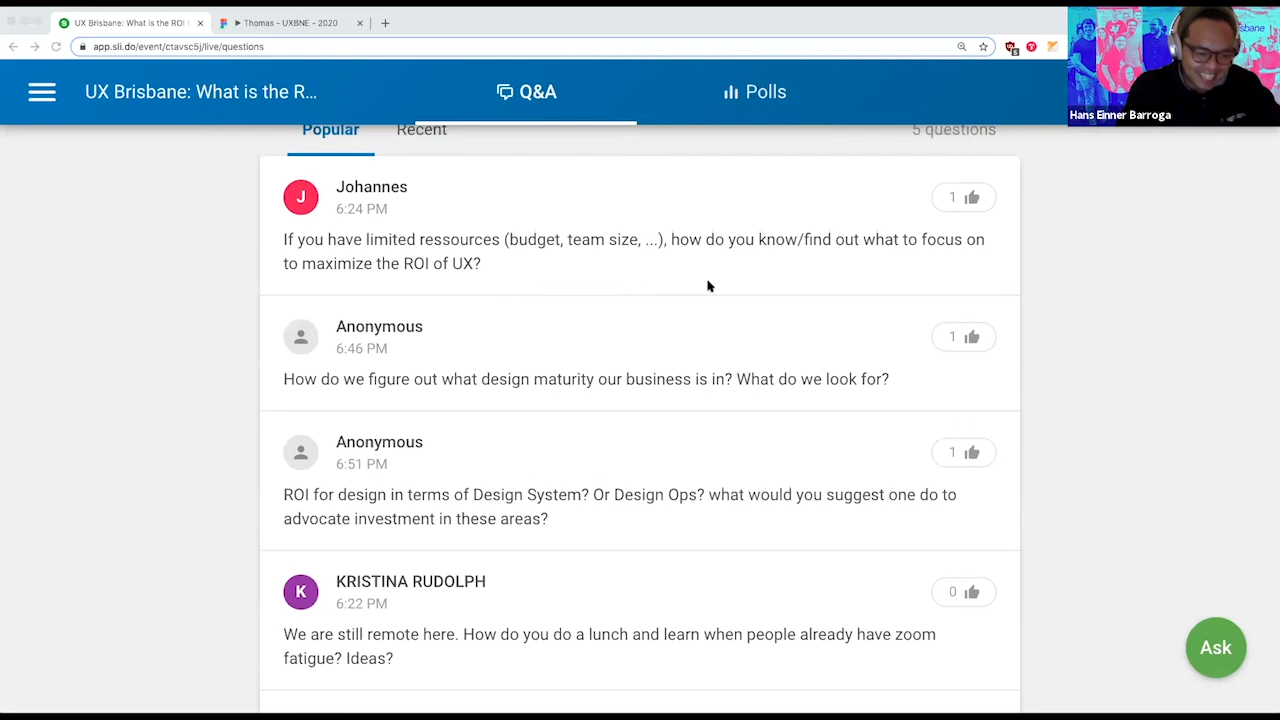 UX Brisbane: What is the ROI
Thomas - UXBNE - 2020
app.sli.do/event/ctavsc5j/live/questions
UX Brisbane: What is the R...
Q&A
Polls
Hans Einner Barroga
Popular
Recent
5 questions
J
Johannes
6:24 PM
1
If you have limited ressources (budget, team size, ...), how do you know/find out what to focus on
to maximize the ROI of UX?
Anonymous
6:46 PM
1
How do we figure out what design maturity our business is in? What do we look for?
Anonymous
6:51 PM
1
ROI for design in terms of Design System? Or Design Ops? what would you suggest one do to
advocate investment in these areas?
K
KRISTINA RUDOLPH
6:22 PM
0
We are still remote here. How do you do a lunch and learn when people already have zoom
fatigue? Ideas?
Ask